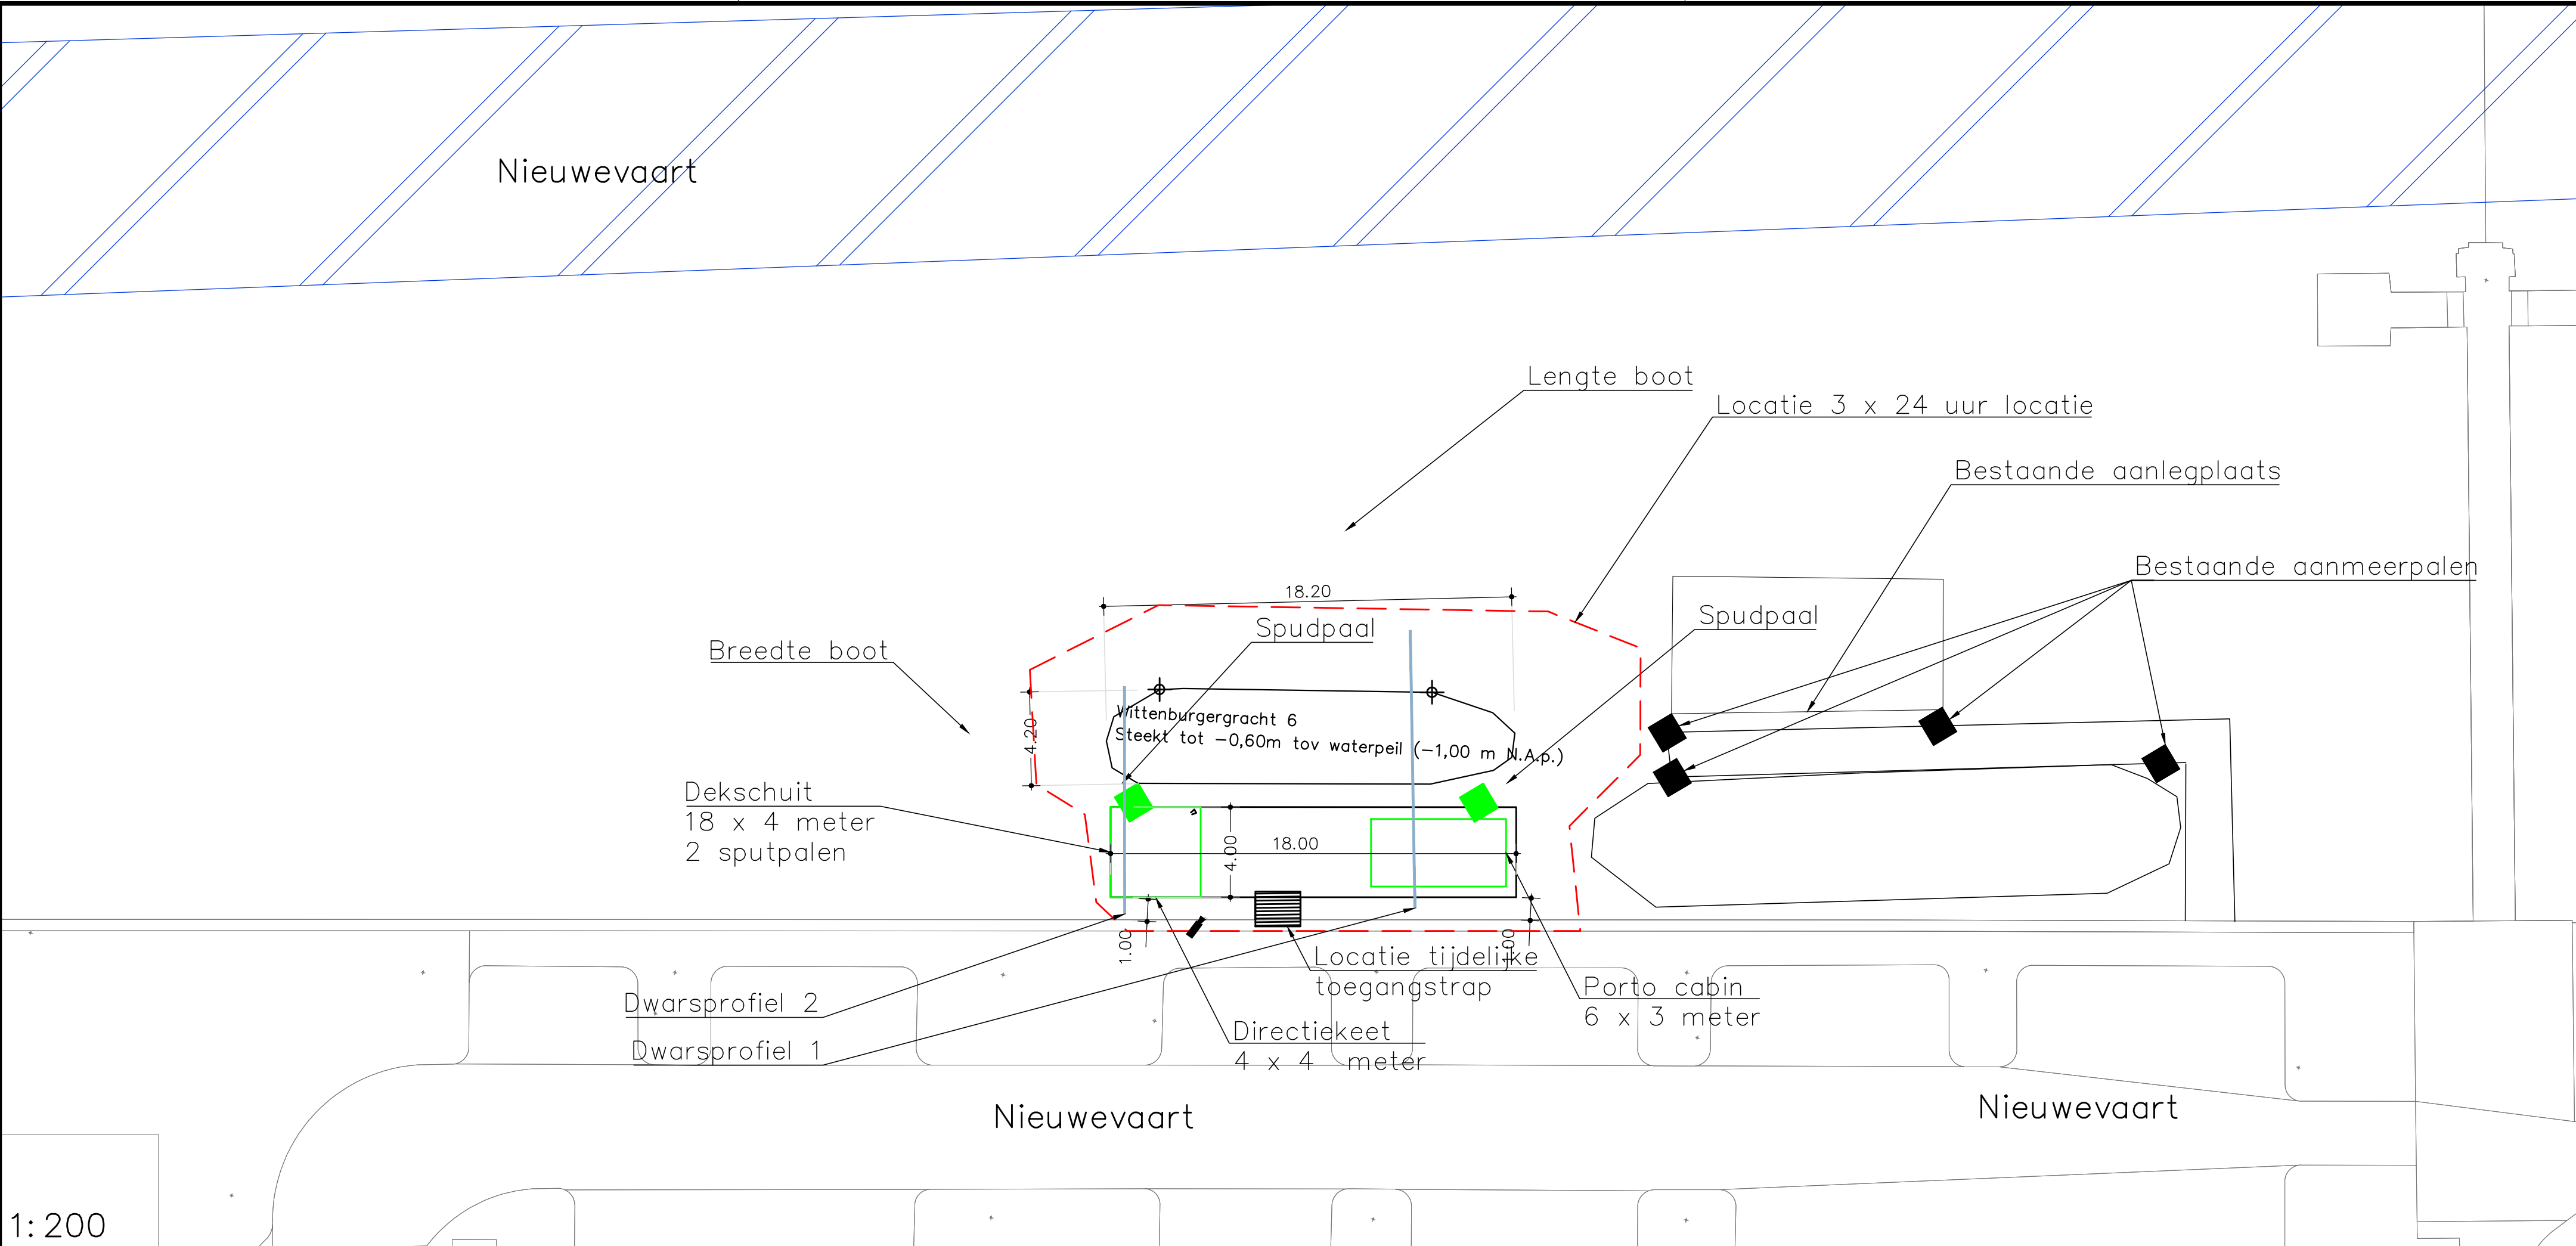 Nieuwevaart
Lengte boot
Locatie 3 x 24 uur locatie
Bestaande aanlegplaats
Bestaande aanmeerpalen
18.20
Spudpaal
Spudpaal
Breedte boot
4.20
Wittenburgergracht 6
Steekt tot -0,60m tov waterpeil (-1,00 m N.A.p.)
Dekschuit
18 x 4 meter
2 sputpalen
4.00
18.00
1.00
1.00
Locatie tijdelijke
toegangstrap
Porto cabin
6 x 3 meter
Dwarsprofiel 2
Directiekeet
4 x 4 meter
Dwarsprofiel 1
Nieuwevaart
Nieuwevaart
1:200